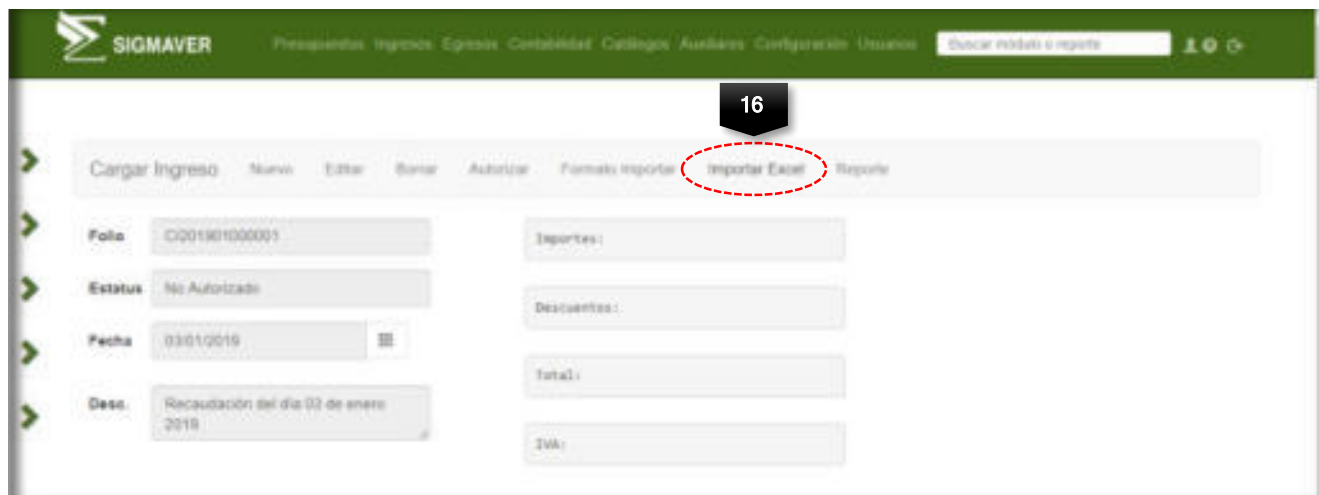 SIGMAVER
Presupuestos Ingresos Egresos Contabilidad Catálogos Auxiliares Configuración Usuarios
Buscar módulo o reporte
16
Cargar Ingreso Nuevo Editar Borrar Autorizar Formato Importar Importar Excel Reporte
Folio CI201901000001
Importes:
Estatus No Autorizado
Descuentos:
Fecha 03/01/2019
Total:
Desc. Recaudación del día 03 de enero
2019
IVA: